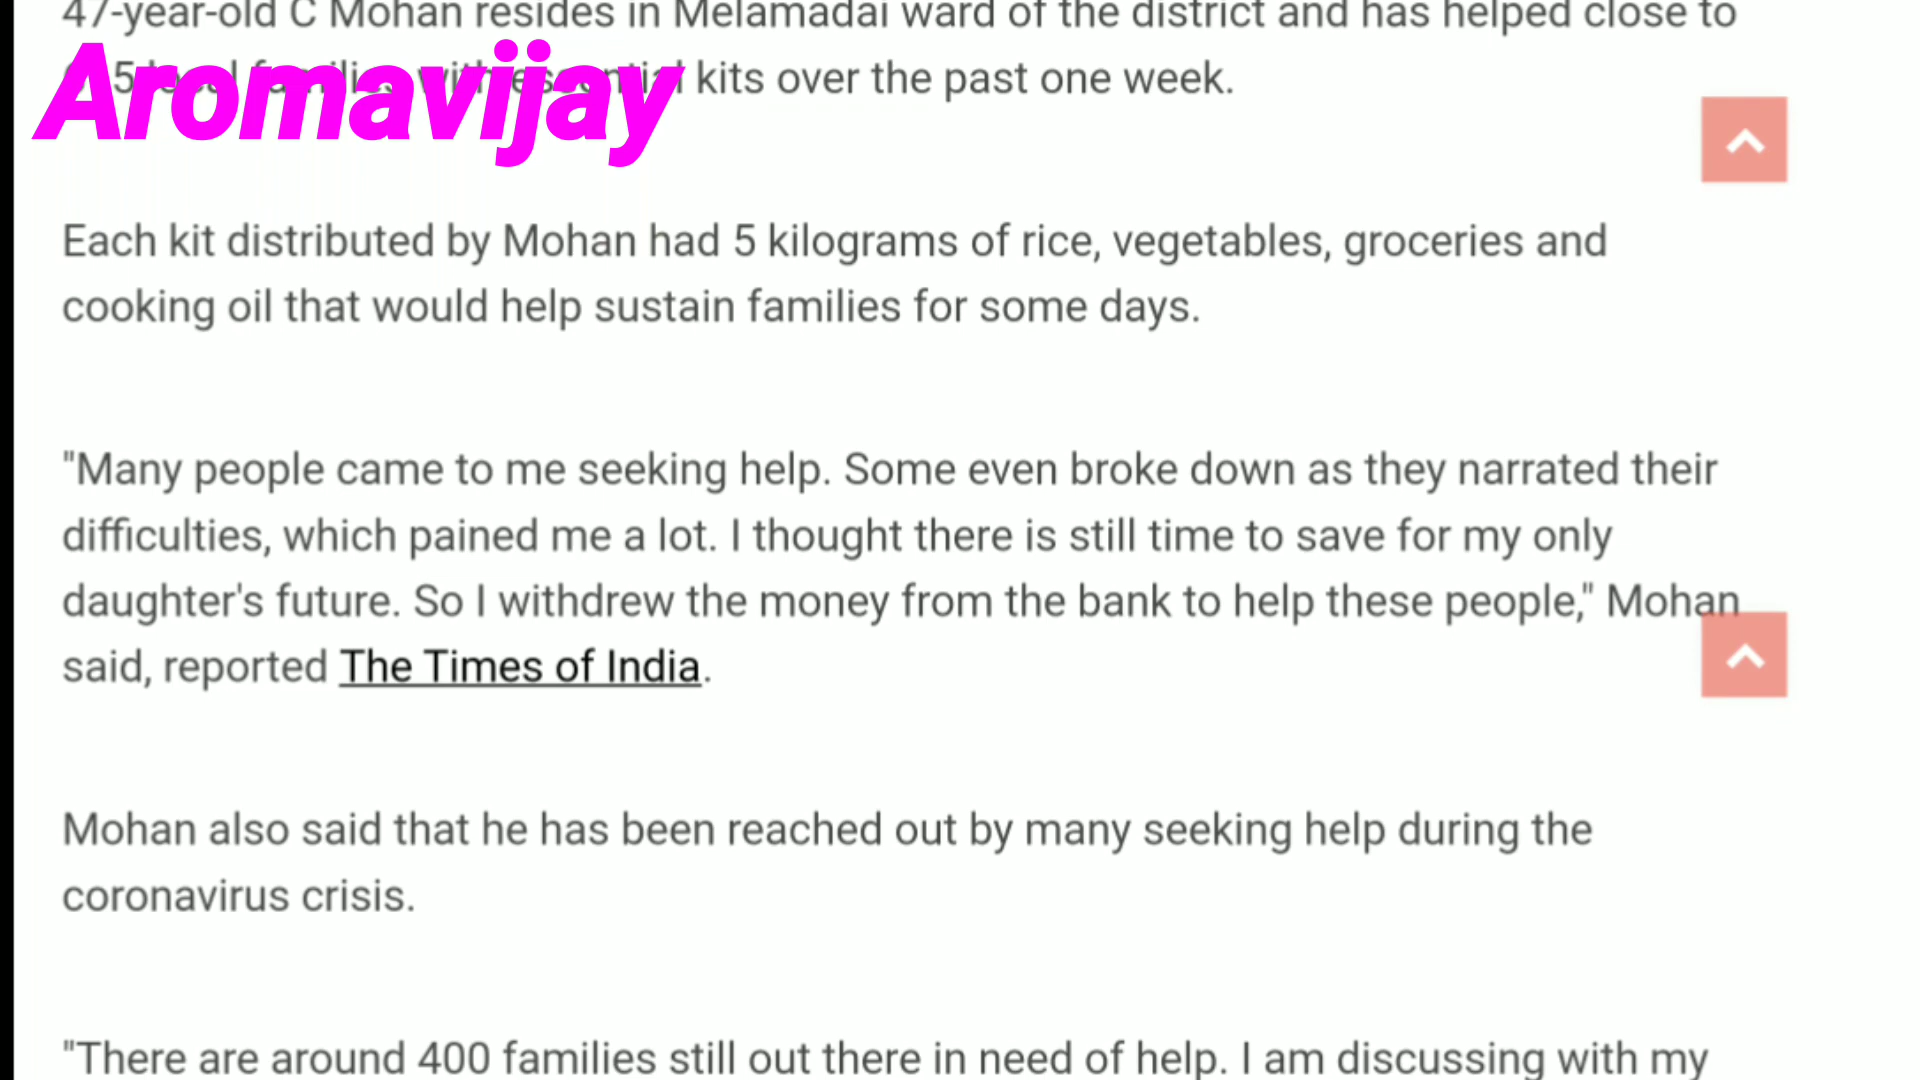 47-year-old C Mohan resides in Melamadai ward of the district and has helped close to
kits over the past one week.
Aromavijay
Each kit distributed by Mohan had 5 kilograms of rice, vegetables, groceries and
cooking oil that would help sustain families for some days.
"Many people came to me seeking help. Some even broke down as they narrated their
difficulties, which pained me a lot. I thought there is still time to save for my only
daughter's future. So I withdrew the money from the bank to help these people," Mohan
said, reported The Times of India.
Mohan also said that he has been reached out by many seeking help during the
coronavirus crisis.
"There are around 400 families still out there in need of help. I am discussing with my